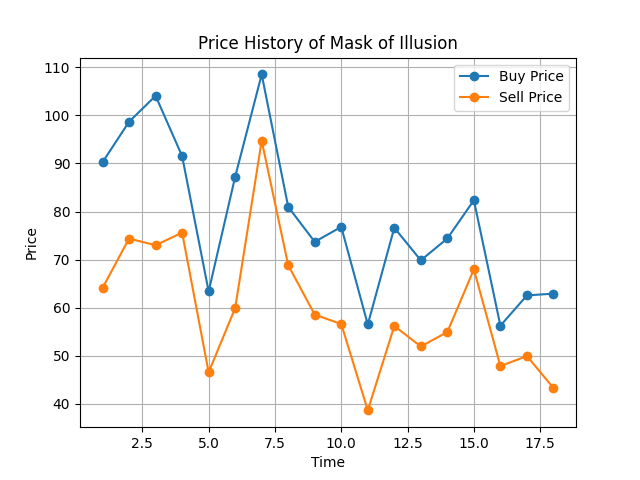 Price History of Mask of Illusion
110
100
90
80
70
60
50
40
Price
Buy Price
Sell Price
2.5 5.0 7.5 10.0 12.5 15.0 17.5
Time